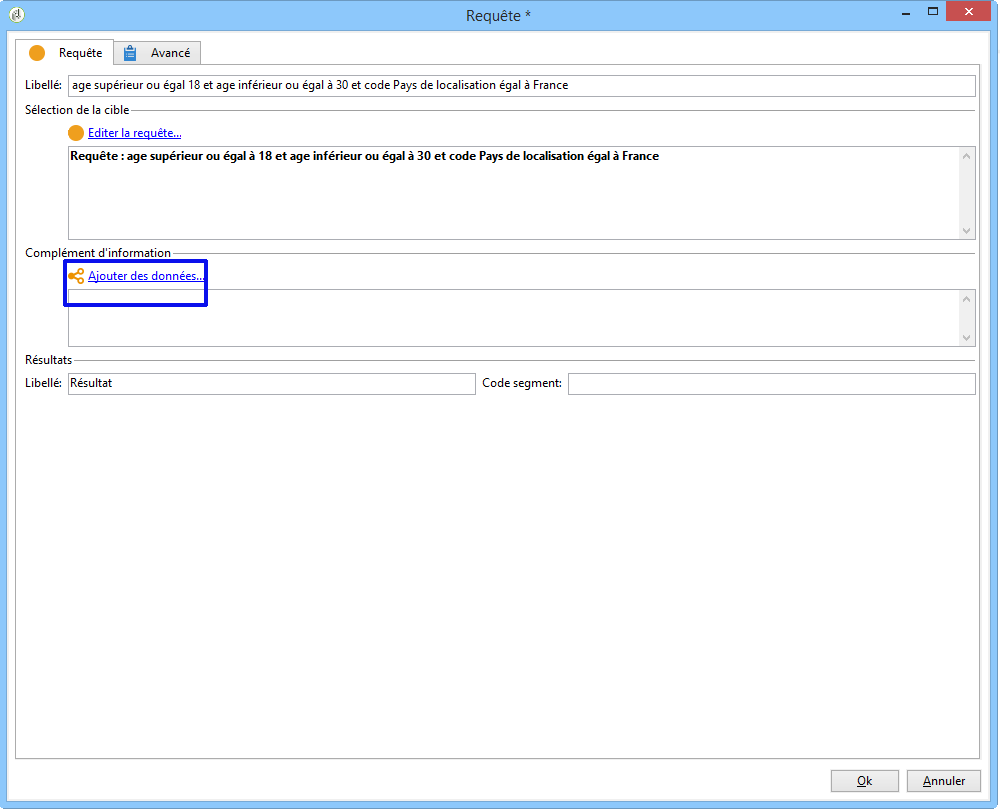 Requête *
Requête Avancé
Libellé: age supérieur ou égal 18 et age inférieur ou égal à 30 et code Pays de localisation égal à France
Sélection de la cible
Editer la requête...
Requête : age supérieur ou égal à 18 et age inférieur ou égal à 30 et code Pays de localisation égal à France
Complément d'information
Ajouter des données...
Résultats
Libellé: Résultat Code segment:
Ok Annuler